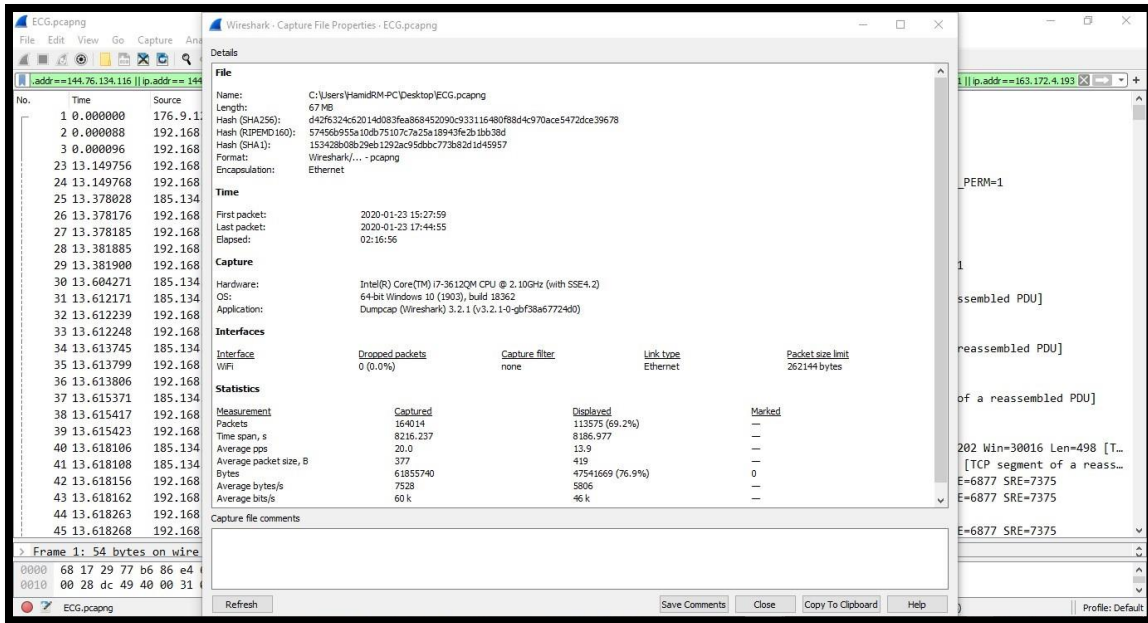 ECG.pcapng
File Edit View Go Capture
.addr==144.76.134.116 || ip.addr== 144
No. Time Source
1 0.000000 176.9.1
2 0.000088 192.168
3 0.000096 192.168
23 13.149756 192.168
24 13.149768 192.168
25 13.378028 185.134
26 13.378176 192.168
27 13.378185 192.168
28 13.381885 192.168
29 13.381900 192.168
30 13.604271 185.134
31 13.612171 185.134
32 13.612239 192.168
33 13.612248 192.168
34 13.613745 185.134
35 13.613799 192.168
36 13.613806 192.168
37 13.615371 185.134
38 13.615417 192.168
39 13.615423 192.168
40 13.618106 185.134
41 13.618108 185.134
42 13.618156 192.168
43 13.618162 192.168
44 13.618263 192.168
45 13.618268 192.168
Frame 1: 54 bytes on wire
0000 68 17 29 77 b6 86 e4
0010 00 28 dc 49 40 00 31
ECG.pcapng
Wireshark · Capture File Properties · ECG.pcapng
Details
File
Name: C:\Users\HamidRM-PC\Desktop\ECG.pcapng
Length: 67 MB
Hash (SHA256): d42f6324c62014d083fea868452090c933116480f88d4c970ace5472dce39678
Hash (RIPEMD160): 57456b955a10db75107c7a25a18943fe2b1bb38d
Hash (SHA1): 153428b08b29eb1292ac95dbbc773b82d1d45957
Format: Wireshark/... - pcapng
Encapsulation: Ethernet
Time
First packet: 2020-01-23 15:27:59
Last packet: 2020-01-23 17:44:55
Elapsed: 02:16:56
Capture
Hardware: Intel(R) Core(TM) i7-3612QM CPU @ 2.10GHz (with SSE4.2)
OS: 64-bit Windows 10 (1903), build 18362
Application: Dumpcap (Wireshark) 3.2.1 (v3.2.1-0-gbf38a67724d0)
Interfaces
Interface Dropped packets Capture filter Link type Packet size limit
WiFi 0 (0.0%) none Ethernet 262144 bytes
Statistics
Measurement Captured Displayed Marked
Packets 164014 113575 (69.2%) —
Time span, s 8216.237 8186.977 —
Average pps 20.0 13.9 —
Average packet size, B 377 419 —
Bytes 61855740 47541669 (76.9%) 0
Average bytes/s 7528 5806 —
Average bits/s 60 k 46 k —
Capture file comments
Refresh Save Comments Close Copy To Clipboard Help
|| ip.addr==163.172.4.193
_PERM=1
1
ssembled PDU]
reassembled PDU]
of a reassembled PDU]
202 Win=30016 Len=498 [T…
[TCP segment of a reass…
E=6877 SRE=7375
E=6877 SRE=7375
E=6877 SRE=7375
Profile: Default